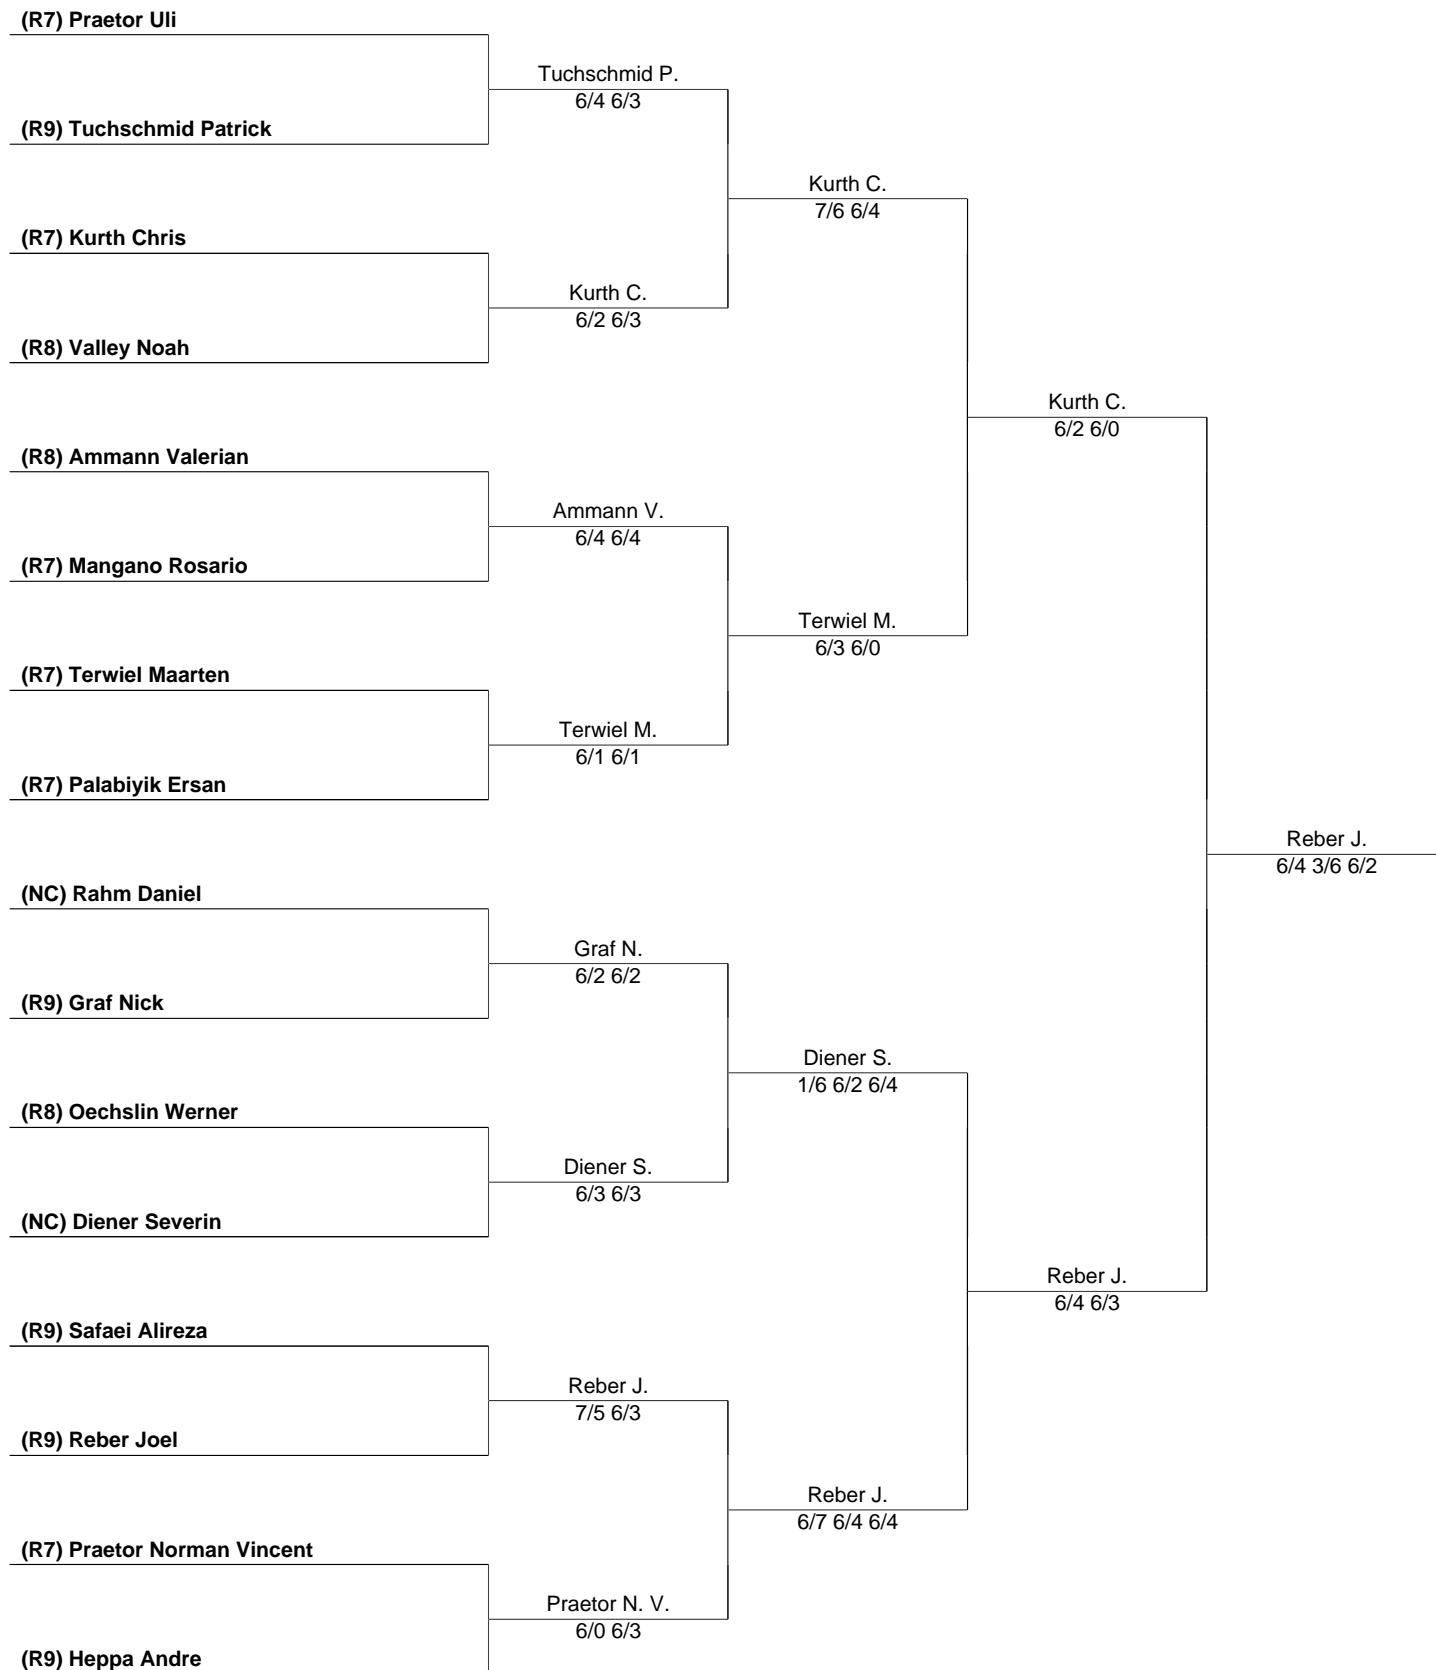 (R7) Praetor Uli
Tuchschmid P.
6/4 6/3
(R9) Tuchschmid Patrick
Kurth C.
7/6 6/4
(R7) Kurth Chris
Kurth C.
6/2 6/3
(R8) Valley Noah
Kurth C.
6/2 6/0
(R8) Ammann Valerian
Ammann V.
6/4 6/4
(R7) Mangano Rosario
Terwiel M.
6/3 6/0
(R7) Terwiel Maarten
Terwiel M.
6/1 6/1
(R7) Palabiyik Ersan
Reber J.
6/4 3/6 6/2
(NC) Rahm Daniel
Graf N.
6/2 6/2
(R9) Graf Nick
Diener S.
1/6 6/2 6/4
(R8) Oechslin Werner
Diener S.
6/3 6/3
(NC) Diener Severin
Reber J.
6/4 6/3
(R9) Safaei Alireza
Reber J.
7/5 6/3
(R9) Reber Joel
Reber J.
6/7 6/4 6/4
(R7) Praetor Norman Vincent
Praetor N. V.
6/0 6/3
(R9) Heppa Andre